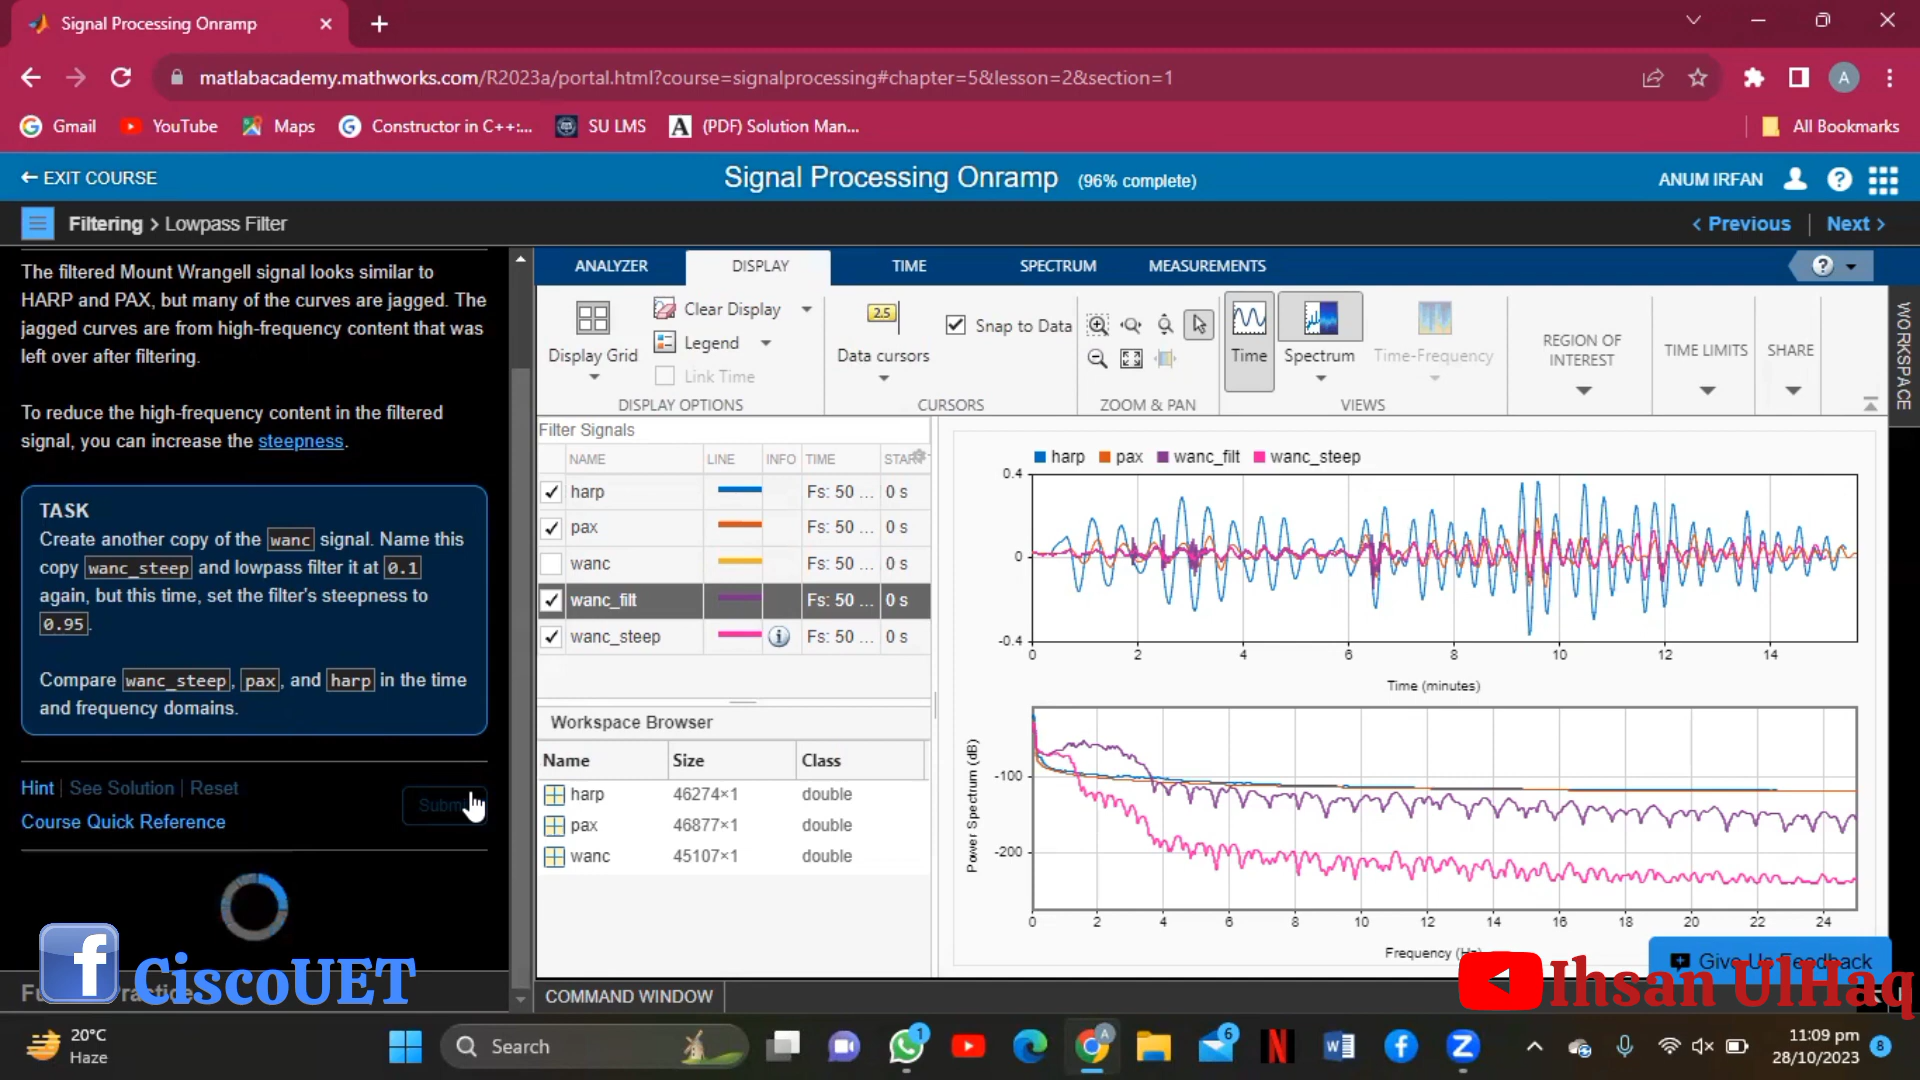 Signal Processing Onramp
matlabacademy.mathworks.com/R2023a/portal.html?course=signalprocessing#chapter=5&lesson=2&section=1
A
Gmail YouTube Maps Constructor in C++:... SU LMS (PDF) Solution Man... All Bookmarks
EXIT COURSE Signal Processing Onramp (96% complete) ANUM IRFAN
Filtering > Lowpass Filter < Previous Next >
The filtered Mount Wrangell signal looks similar to
HARP and PAX, but many of the curves are jagged. The
jagged curves are from high-frequency content that was
left over after filtering.
To reduce the high-frequency content in the filtered
signal, you can increase the steepness.
TASK
Create another copy of the wanc signal. Name this
copy wanc_steep and lowpass filter it at 0.1
again, but this time, set the filter's steepness to
0.95.
Compare wanc_steep, pax, and harp in the time
and frequency domains.
Hint | See Solution | Reset
Course Quick Reference
CiscoUET
ANALYZER DISPLAY TIME SPECTRUM MEASUREMENTS
Display Grid Clear Display Legend Link Time
2.5 Data cursors Snap to Data
Time Spectrum Time-Frequency
REGION OF INTEREST TIME LIMITS SHARE
DISPLAY OPTIONS CURSORS ZOOM & PAN VIEWS
WORKSPACE
Filter Signals
NAME LINE INFO TIME
harp Fs: 50 ... 0 s
pax Fs: 50 ... 0 s
wanc
wanc_filt Fs: 50 ... 0 s
wanc_steep Fs: 50 ... 0 s
Workspace Browser
Name Size Class
harp 46274×1 double
pax 46877×1 double
wanc 45107×1 double
harp pax wanc_filt wanc_steep
0.4
0
-0.4
0 2 4 6 8 10 12 14
Time (minutes)
Power Spectrum (dB)
-100
-200
0 2 4 6 8 10 12 14 16 18 20 22 24
Frequency
Give Us Feedback
Ihsan UlHaq
COMMAND WINDOW
20°C
Haze
Search
1
A
6
11:09 pm
28/10/2023
8